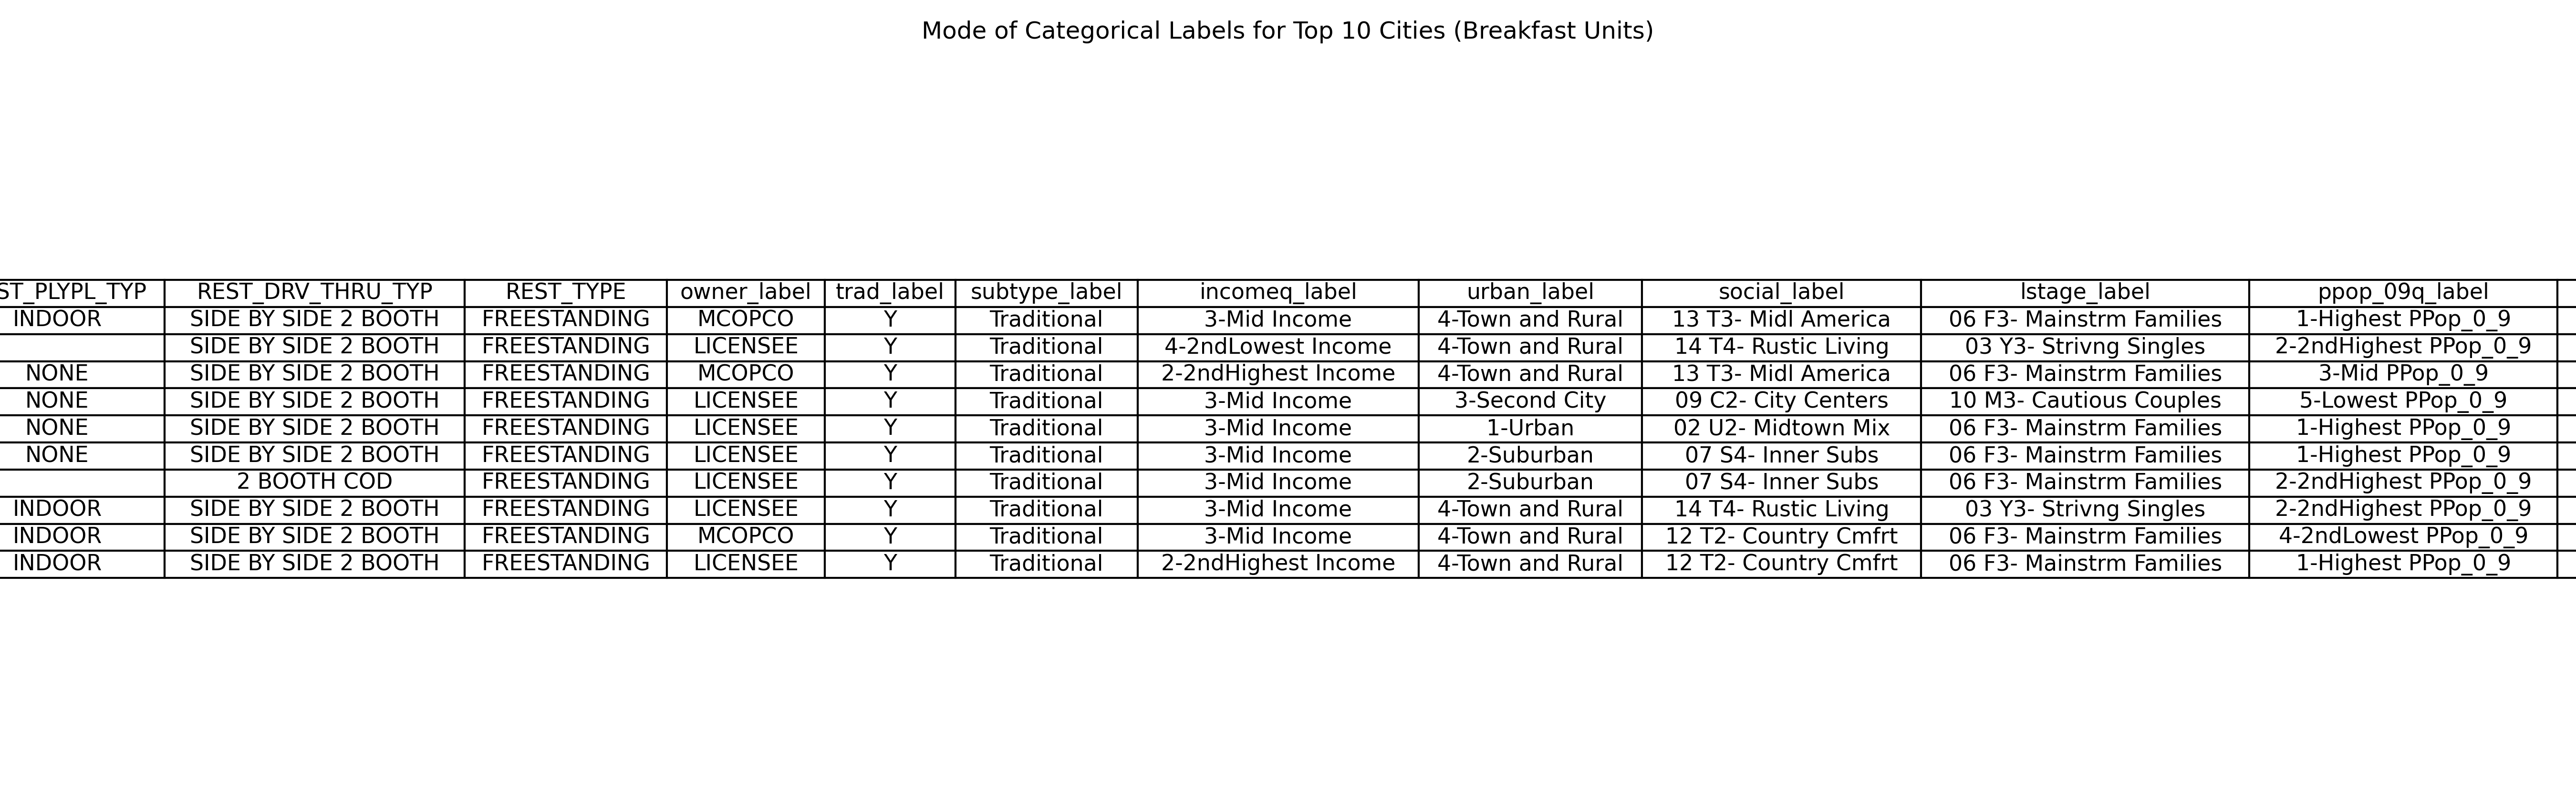 Mode of Categorical Labels for Top 10 Cities (Breakfast Units)
ST_PLYPL_TYP REST_DRV_THRU_TYP REST_TYPE owner_label trad_label subtype_label incomeq_label urban_label social_label lstage_label ppop_09q_label
INDOOR SIDE BY SIDE 2 BOOTH FREESTANDING MCOPCO Y Traditional 3-Mid Income 4-Town and Rural 13 T3- Midl America 06 F3- Mainstrm Families 1-Highest PPop_0_9
SIDE BY SIDE 2 BOOTH FREESTANDING LICENSEE Y Traditional 4-2ndLowest Income 4-Town and Rural 14 T4- Rustic Living 03 Y3- Strivng Singles 2-2ndHighest PPop_0_9
NONE SIDE BY SIDE 2 BOOTH FREESTANDING MCOPCO Y Traditional 2-2ndHighest Income 4-Town and Rural 13 T3- Midl America 06 F3- Mainstrm Families 3-Mid PPop_0_9
NONE SIDE BY SIDE 2 BOOTH FREESTANDING LICENSEE Y Traditional 3-Mid Income 3-Second City 09 C2- City Centers 10 M3- Cautious Couples 5-Lowest PPop_0_9
NONE SIDE BY SIDE 2 BOOTH FREESTANDING LICENSEE Y Traditional 3-Mid Income 1-Urban 02 U2- Midtown Mix 06 F3- Mainstrm Families 1-Highest PPop_0_9
NONE SIDE BY SIDE 2 BOOTH FREESTANDING LICENSEE Y Traditional 3-Mid Income 2-Suburban 07 S4- Inner Subs 06 F3- Mainstrm Families 1-Highest PPop_0_9
2 BOOTH COD FREESTANDING LICENSEE Y Traditional 3-Mid Income 2-Suburban 07 S4- Inner Subs 06 F3- Mainstrm Families 2-2ndHighest PPop_0_9
INDOOR SIDE BY SIDE 2 BOOTH FREESTANDING LICENSEE Y Traditional 3-Mid Income 4-Town and Rural 14 T4- Rustic Living 03 Y3- Strivng Singles 2-2ndHighest PPop_0_9
INDOOR SIDE BY SIDE 2 BOOTH FREESTANDING MCOPCO Y Traditional 3-Mid Income 4-Town and Rural 12 T2- Country Cmfrt 06 F3- Mainstrm Families 4-2ndLowest PPop_0_9
INDOOR SIDE BY SIDE 2 BOOTH FREESTANDING LICENSEE Y Traditional 2-2ndHighest Income 4-Town and Rural 12 T2- Country Cmfrt 06 F3- Mainstrm Families 1-Highest PPop_0_9